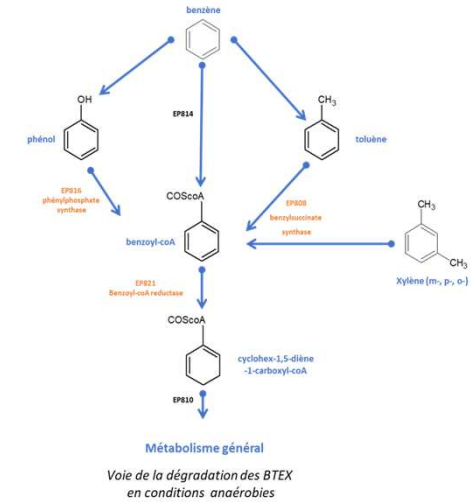 benzène
OH
CH3
EP814
phénol
toluène
EP816
phénylphosphate
synthase
COScoA
EP808
benzylsuccinate
synthase
CH3
benzoyl-coA
CH3
Xylène (m-, p-, o-)
EP821
Benzoyl-coA reductase
COScoA
cyclohex-1,5-diène
-1-carboxyl-coA
EP810
Métabolisme général
Voie de la dégradation des BTEX
en conditions anaérobies